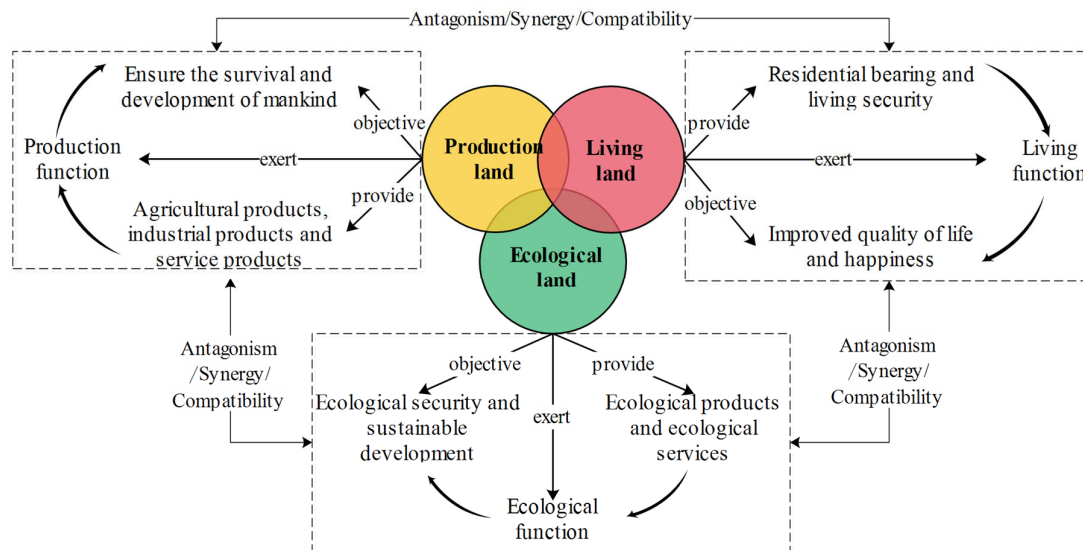 Antagonism/Synergy/Compatibility
Ensure the survival and
development of mankind
objective
Production
function
exert
provide
Agricultural products,
industrial products and
service products
Production
land
Living
land
Ecological
land
Residential bearing and
living security
provide
exert
Living
function
objective
Improved quality of life
and happiness
Antagonism
/Synergy/
Compatibility
objective
provide
exert
Ecological security and
sustainable
development
Ecological products
and ecological
services
Ecological
function
Antagonism
/Synergy/
Compatibility